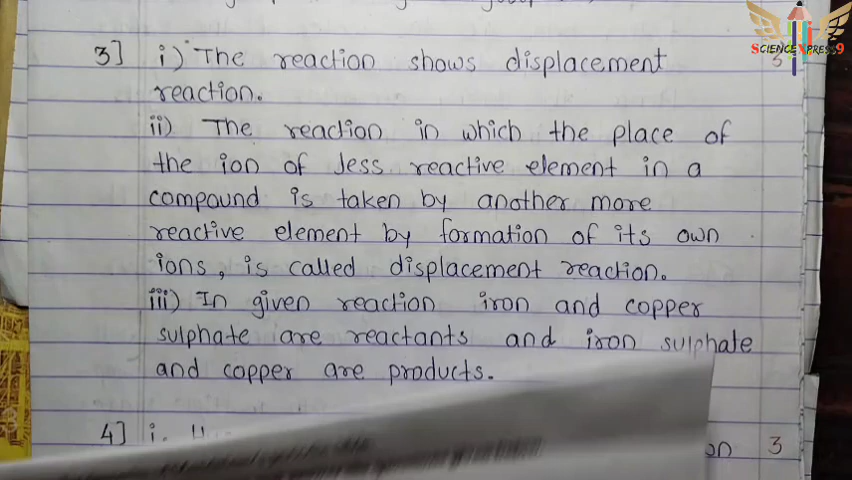 SCIENCEXPRESS9
3] i) The reaction shows displacement
reaction.
ii) The reaction in which the place of
the ion of less reactive element in a
compound is taken by another more
reactive element by formation of its own
ions, is called displacement reaction.
iii) In given reaction iron and copper
sulphate are reactants and iron sulphate
and copper are products.
4] i.
on 3